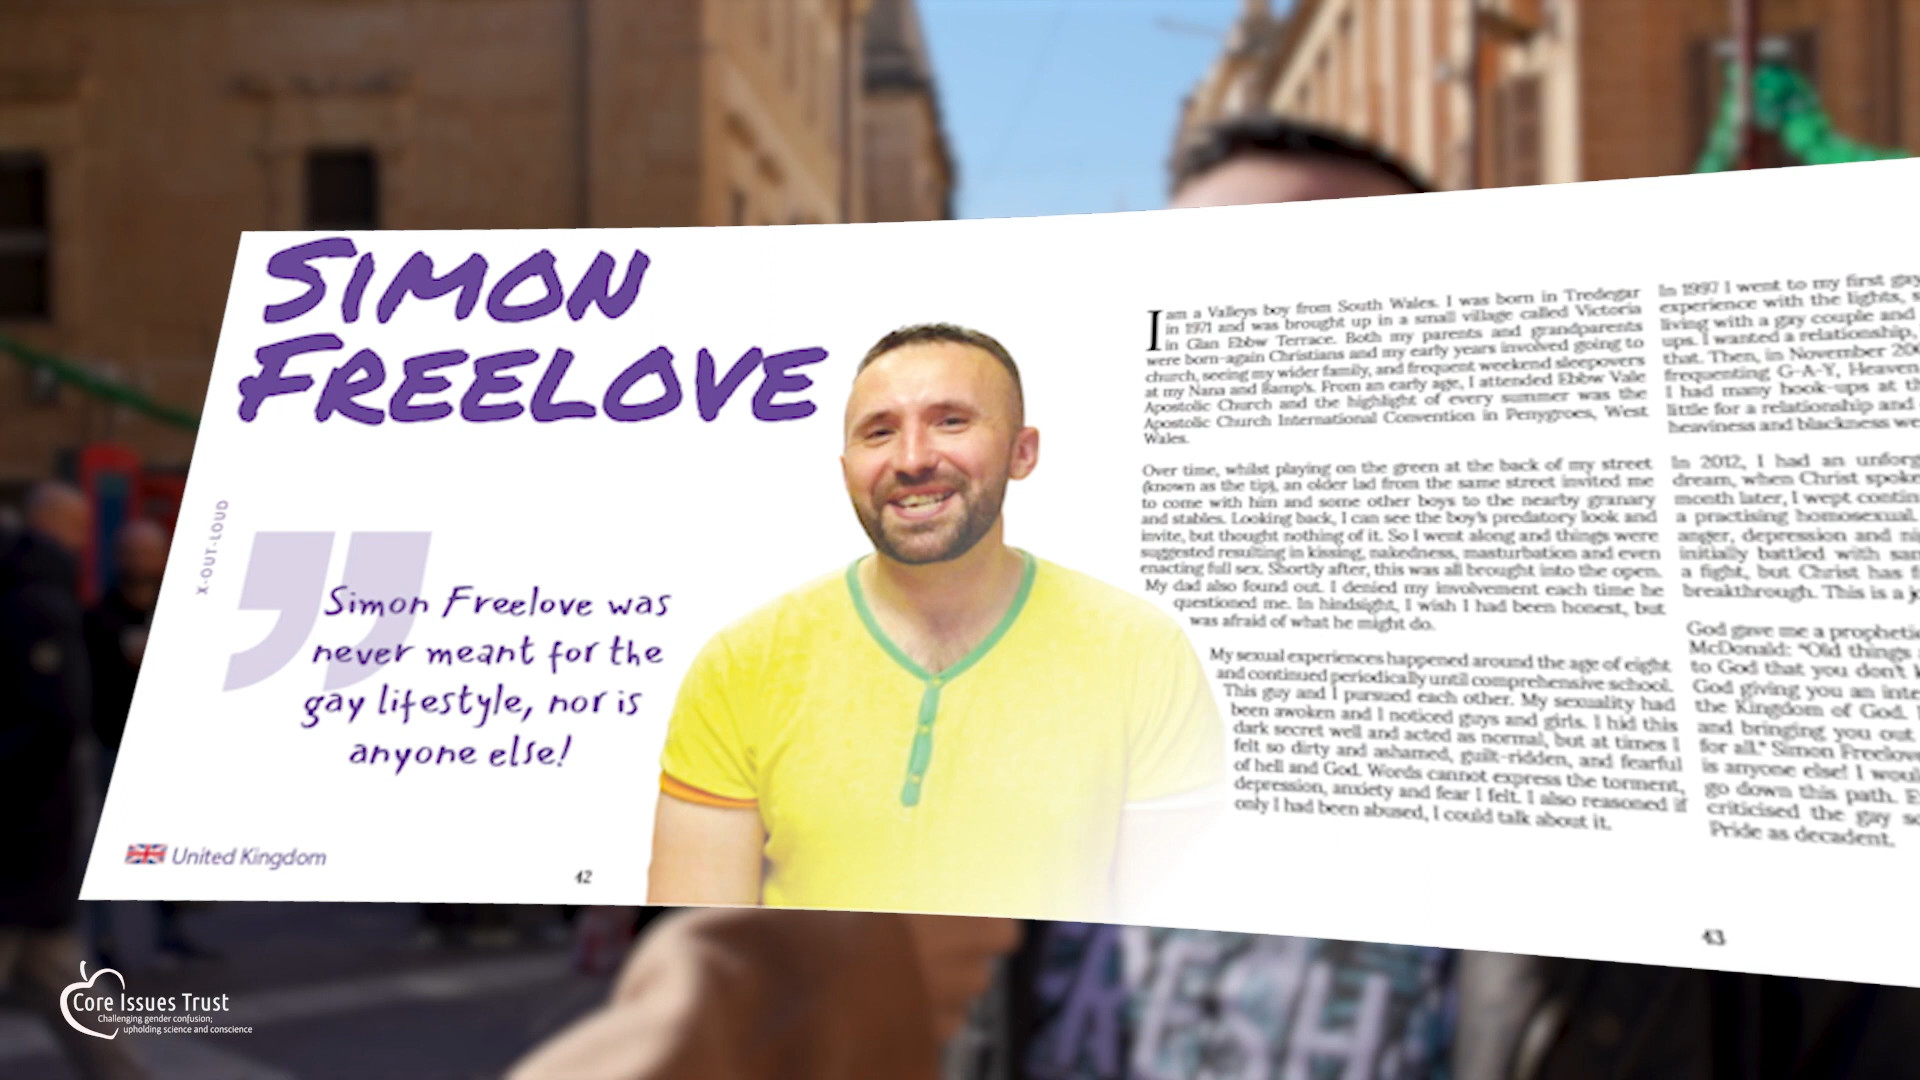 SIMON
FREELOVE
X-OUT-LOUD
Simon Freelove was
never meant for the
gay lifestyle, nor is
anyone else!
United Kingdom
42
I am a Valleys boy from South Wales. I was born in Tredegar
in 1971 and was brought up in a small village called Victoria
in Glan Ebbw Terrace. Both my parents and grandparents
were born-again Christians and my early years involved going to
church, seeing my wider family, and frequent weekend sleepovers
at my Nana and Bamp's. From an early age, I attended Ebbw Vale
Apostolic Church and the highlight of every summer was the
Apostolic Church International Convention in Penygroes, West
Wales.
Over time, whilst playing on the green at the back of my street
(known as the tip), an older lad from the same street invited me
to come with him and some other boys to the nearby granary
and stables. Looking back, I can see the boy's predatory look and
invite, but thought nothing of it. So I went along and things were
suggested resulting in kissing, nakedness, masturbation and even
enacting full sex. Shortly after, this was all brought into the open.
My dad also found out. I denied my involvement each time he
questioned me. In hindsight, I wish I had been honest, but
was afraid of what he might do.
My sexual experiences happened around the age of eight
and continued periodically until comprehensive school.
This guy and I pursued each other. My sexuality had
been awoken and I noticed guys and girls. I hid this
dark secret well and acted as normal, but at times I
felt so dirty and ashamed, guilt-ridden, and fearful
of hell and God. Words cannot express the torment,
depression, anxiety and fear I felt. I also reasoned if
only I had been abused, I could talk about it.
In 1997 I went to my first gay
experience with the lights,
living with a gay couple and
ups. I wanted a relationship,
that. Then, in November
frequenting G-A-Y, Heaven
I had many hook-ups at
little for a relationship and
heaviness and blackness
In 2012, I had an
dream, when Christ spoke
month later, I wept
a practising homosexual.
anger, depression and
initially battled with
a fight, but Christ has
breakthrough. This is a
God gave me a
McDonald: "Old things
to God that you don't
God giving you an
the Kingdom of God.
and bringing you out
for all." Simon Freelove
is anyone else! I
go down this path.
criticised the gay
Pride as decadent.
43
Core Issues Trust
Challenging gender confusion;
upholding science and conscience